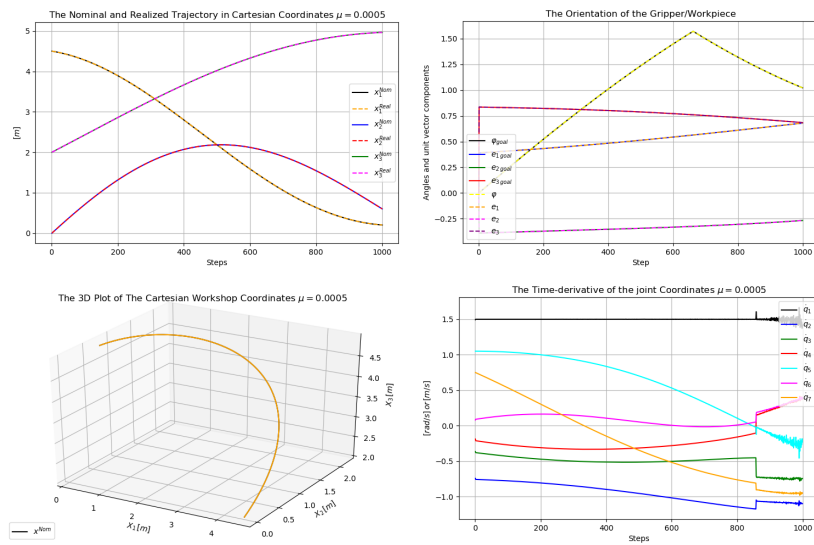 The Nominal and Realized Trajectory in Cartesian Coordinates μ = 0.0005
5
4
3
2
1
0
[m]
x₁ᴺᵒᵐ
x₁ᴿᵉᵃˡ
x₂ᴺᵒᵐ
x₂ᴿᵉᵃˡ
x₃ᴺᵒᵐ
x₃ᴿᵉᵃˡ
0 200 400 600 800 1000
Steps
The Orientation of the Gripper/Workpiece
1.50
1.25
1.00
0.75
0.50
0.25
0.00
−0.25
Angles and unit vector components
φgoal
e₁ goal
e₂ goal
e₃ goal
φ
e₁
e₂
e₃
0 200 400 600 800 1000
Step
The 3D Plot of The Cartesian Workshop Coordinates μ = 0.0005
4.5
4.0
3.5
3.0
2.5
2.0
X₃[m]
0 1 2 3 4
X₁[m]
0.0 0.5 1.0 1.5 2.0
X₂[m]
xᴺᵒᵐ
The Time-derivative of the joint Coordinates μ = 0.0005
1.5
1.0
0.5
0.0
−0.5
−1.0
[rad/s] or [m/s]
q̇₁
q̇₂
q̇₃
q̇₄
q̇₅
q̇₆
q̇₇
0 200 400 600 800 1000
Steps